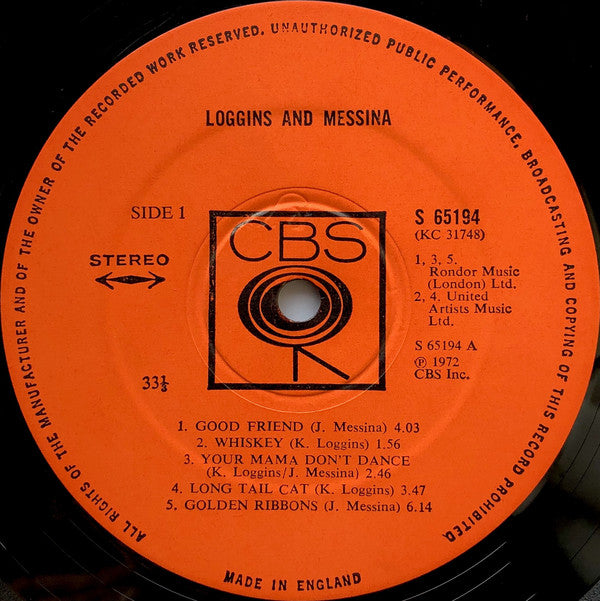 ALL RIGHTS OF THE MANUFACTURER AND OF THE OWNER OF THE RECORDED WORK RESERVED. UNAUTHORIZED PUBLIC PERFORMANCE, BROADCASTING AND COPYING OF THIS RECORD PROHIBITED.
LOGGINS AND MESSINA
SIDE 1
STEREO
33⅓
CBS
S 65194
(KC 31748)
1, 3, 5.
Rondor Music
(London) Ltd.
2, 4. United
Artists Music
Ltd.
S 65194 A
℗ 1972
CBS Inc.
1. GOOD FRIEND (J. Messina) 4.03
2. WHISKEY (K. Loggins) 1.56
3. YOUR MAMA DON'T DANCE
(K. Loggins/J. Messina) 2.46
4. LONG TAIL CAT (K. Loggins) 3.47
5. GOLDEN RIBBONS (J. Messina) 6.14
MADE IN ENGLAND